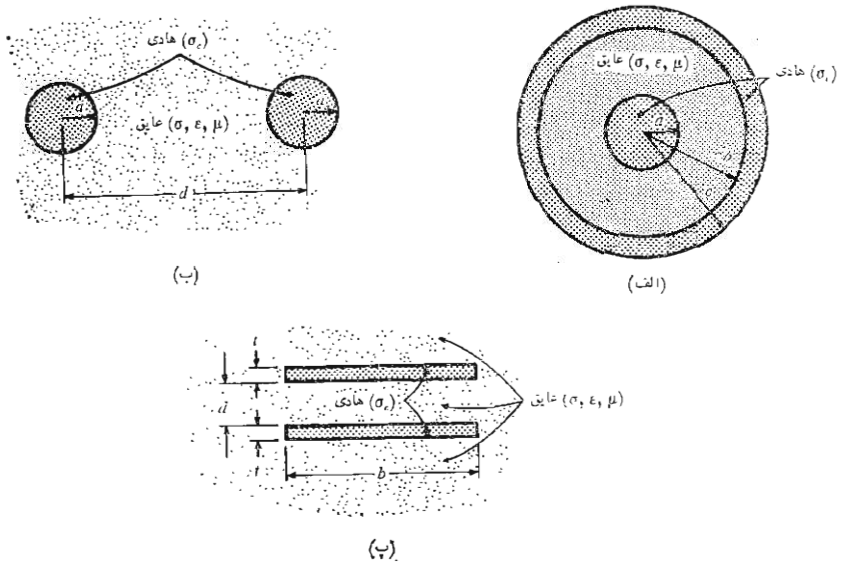 هادی (σc)
a
عایق (σ, ε, μ)
d
(ب)
عایق (σ, ε, μ)
هادی (σc)
a
b
c
(الف)
t
d
t
هادی (σc)
عایق (σ, ε, μ)
b
(پ)